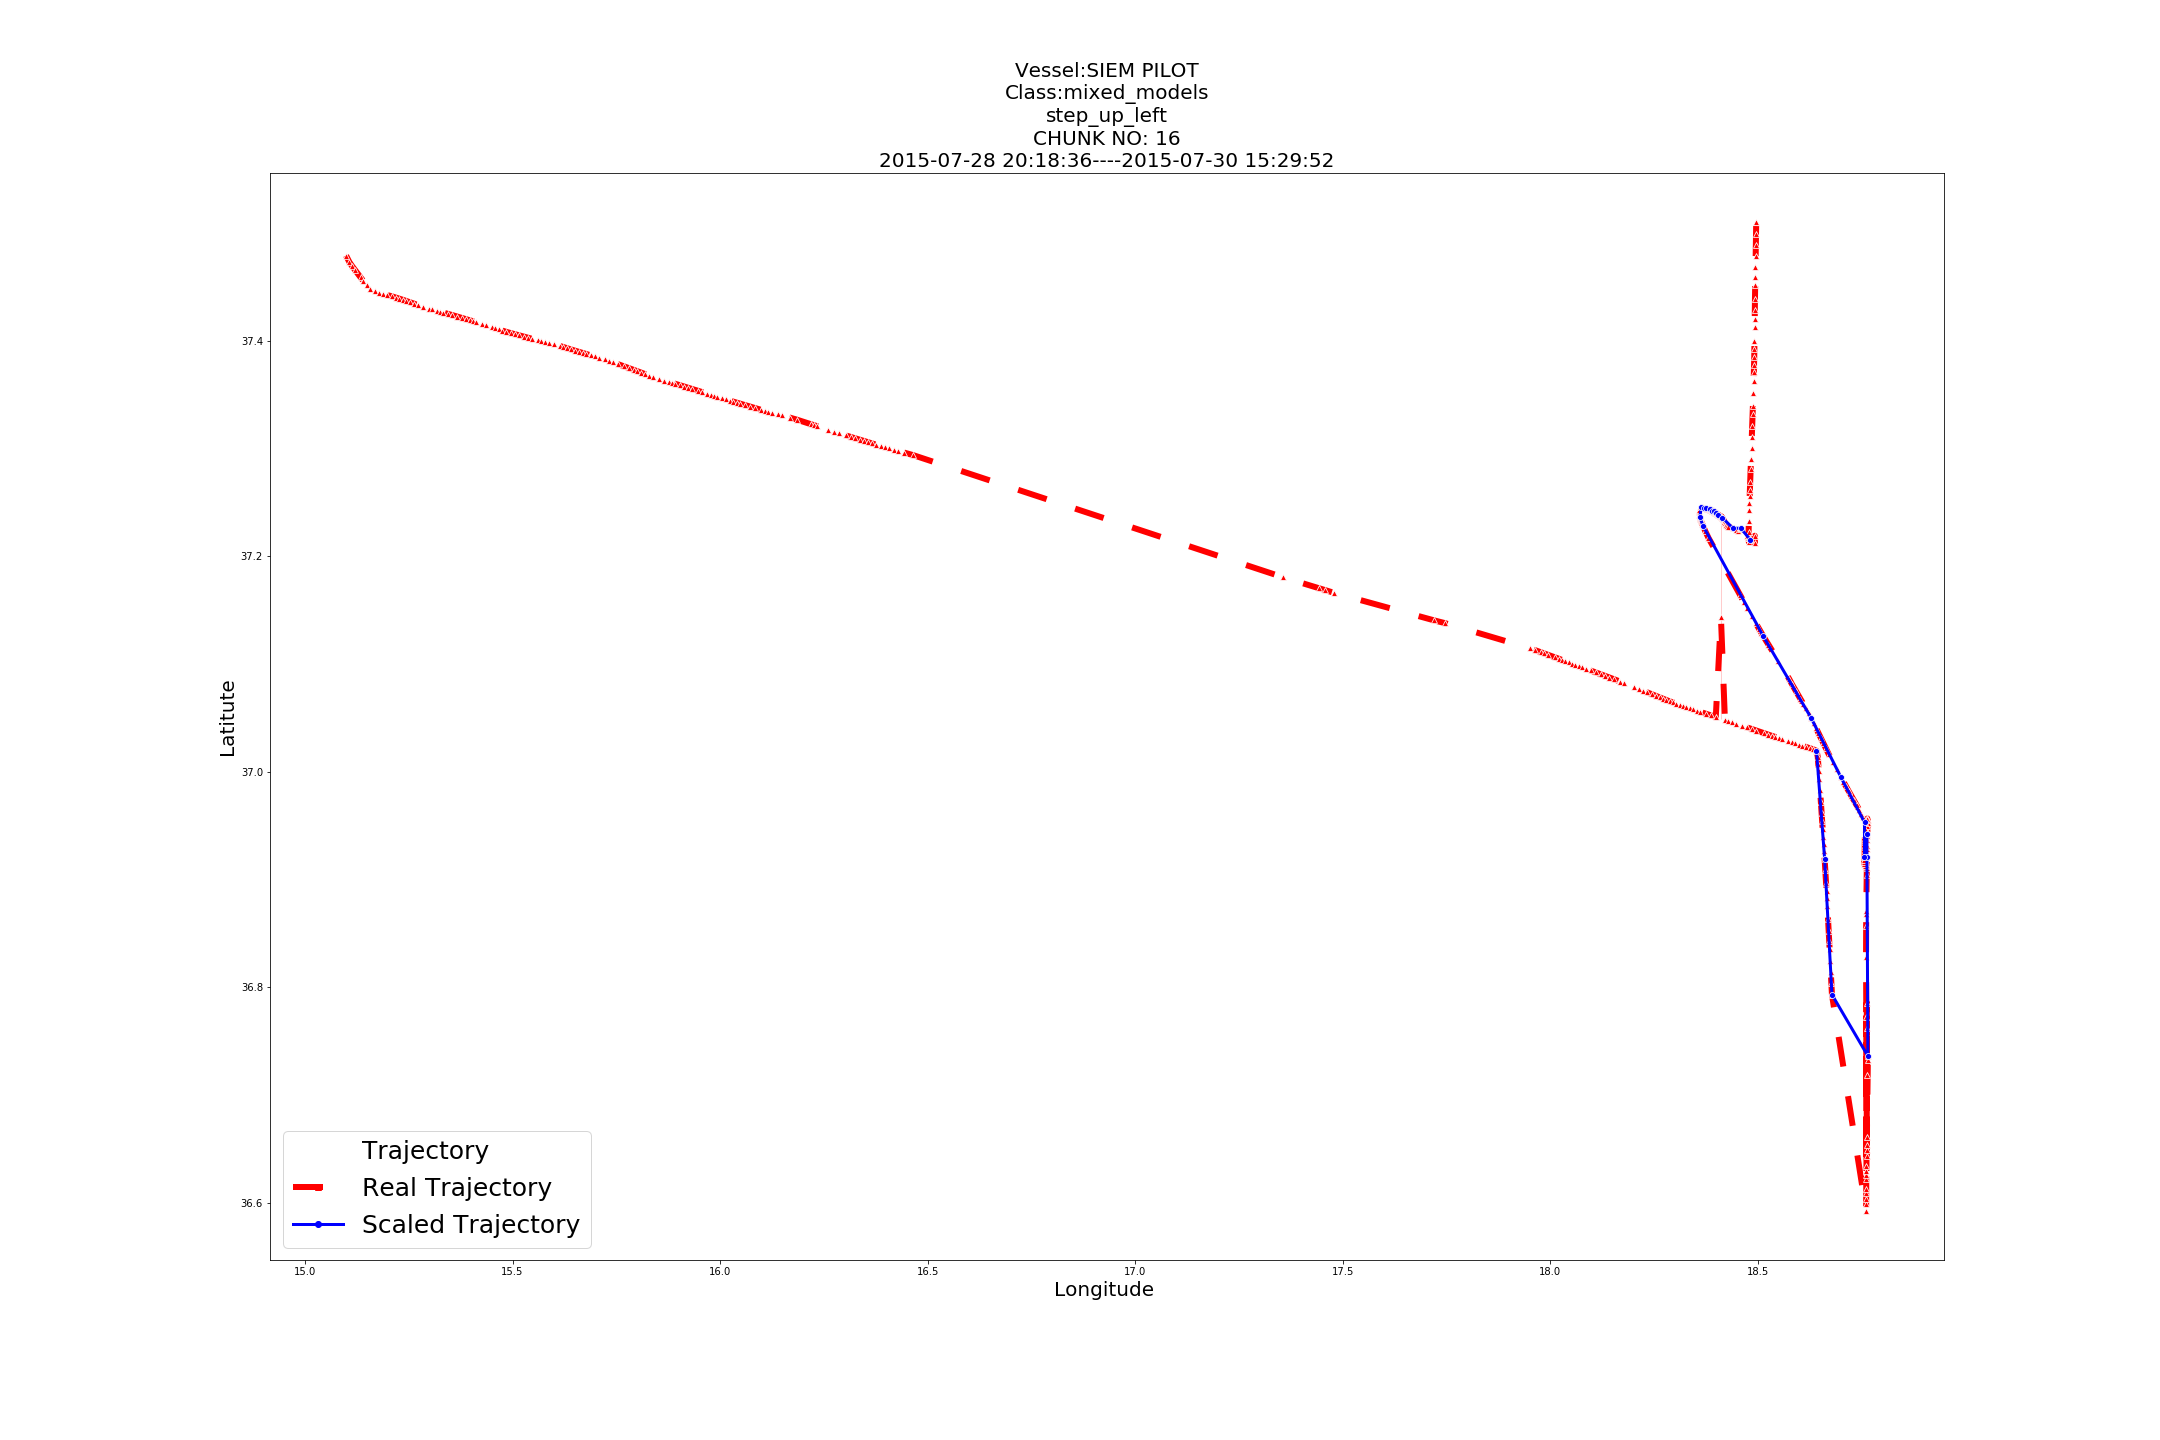 Vessel:SIEM PILOT
Class:mixed_models
step_up_left
CHUNK NO: 16
2015-07-28 20:18:36----2015-07-30 15:29:52
Latitute
37.4
37.2
37.0
36.8
36.6
Trajectory
Real Trajectory
Scaled Trajectory
15.0 15.5 16.0 16.5 17.0 17.5 18.0 18.5
Longitude